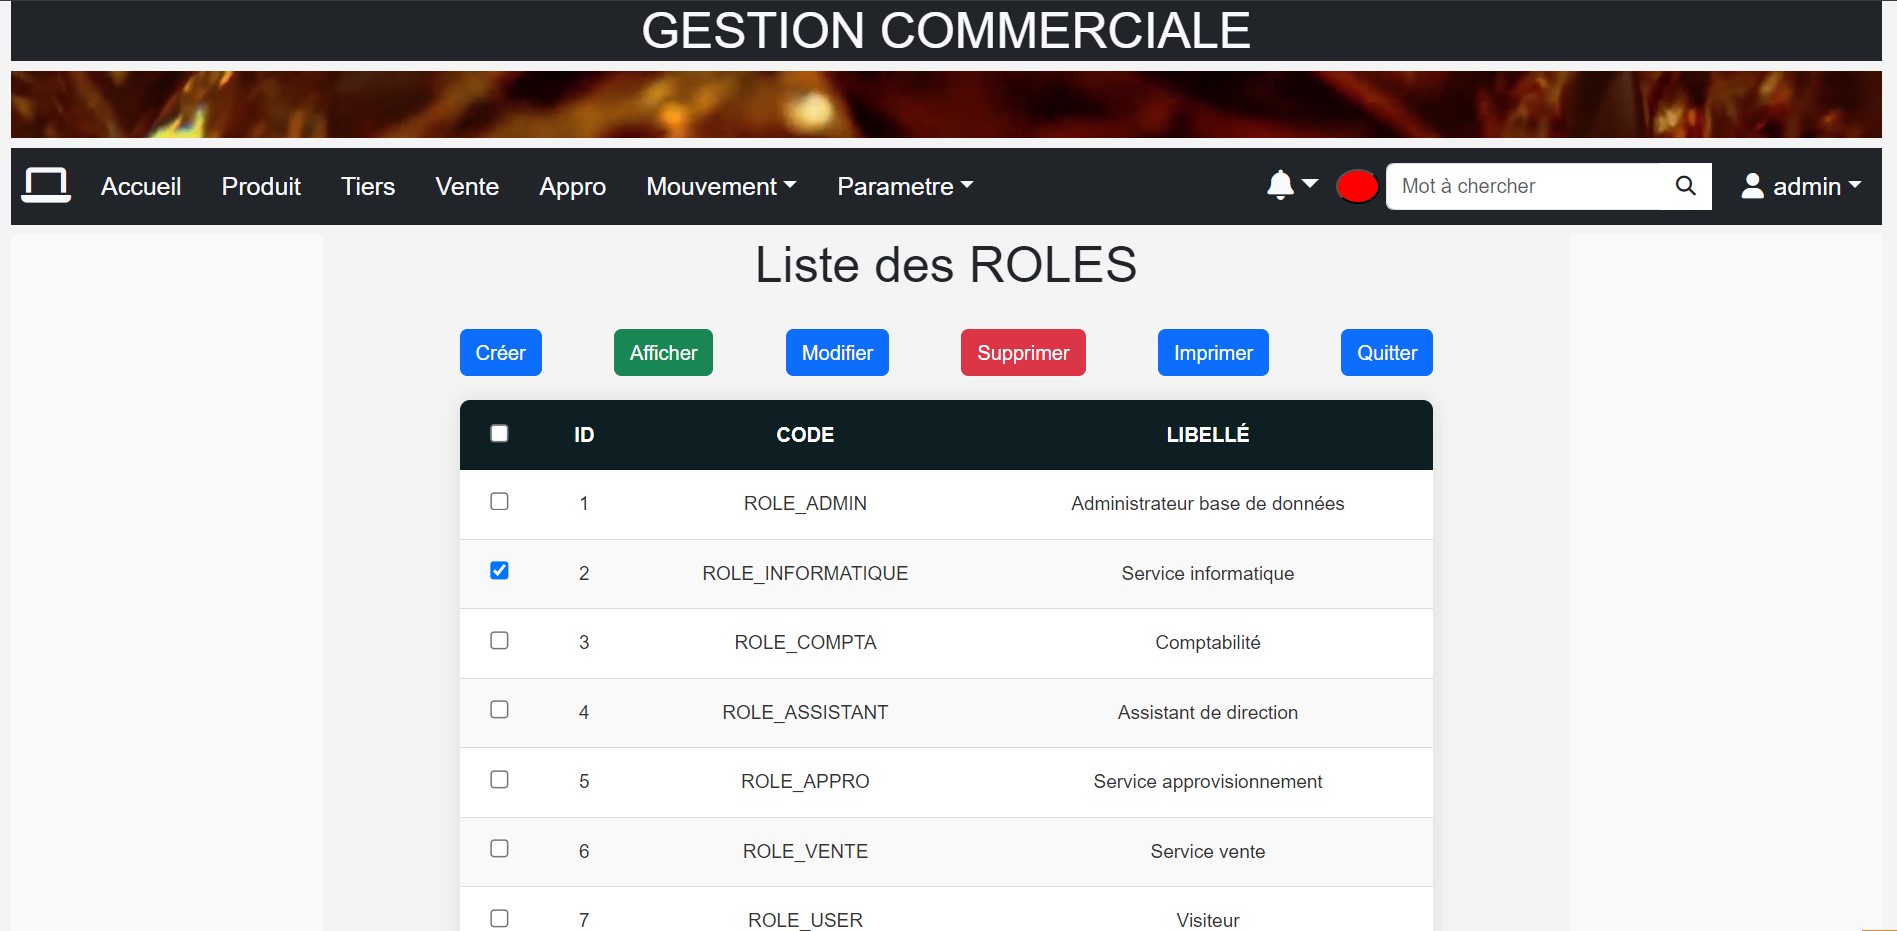 GESTION COMMERCIALE
Accueil Produit Tiers Vente Appro Mouvement Parametre Mot à chercher admin
Liste des ROLES
Créer Afficher Modifier Supprimer Imprimer Quitter
ID CODE LIBELLÉ
1 ROLE_ADMIN Administrateur base de données
2 ROLE_INFORMATIQUE Service informatique
3 ROLE_COMPTA Comptabilité
4 ROLE_ASSISTANT Assistant de direction
5 ROLE_APPRO Service approvisionnement
6 ROLE_VENTE Service vente
7 ROLE_USER Visiteur